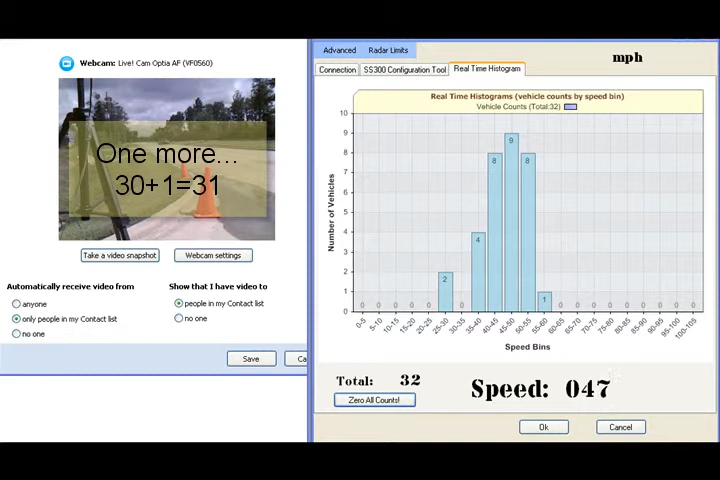 Webcam: Live! Cam Optia AF (VF0560)
One more...
30+1=31
Take a video snapshot
Webcam settings
Automatically receive video from
anyone
only people in my Contact list
no one
Show that I have video to
people in my Contact list
no one
Save
Ca
Advanced
Radar Limits
mph
Connection
SS300 Configuration Tool
Real Time Histogram
Real Time Histograms (vehicle counts by speed bin)
Vehicle Counts (Total:32)
Number of Vehicles
10
9
8
7
6
5
4
3
2
1
0
0 0 0 0 0 2 0 4 8 9 8 1 0 0 0 0 0 0 0 0 0
0-5 5-10 10-15 15-20 20-25 25-30 30-35 35-40 40-45 45-50 50-55 55-60 60-65 65-70 70-75 75-80 80-85 85-90 90-95 95-100 100-105
Speed Bins
Total: 32
Zero All Counts!
Speed: 047
Ok
Cancel